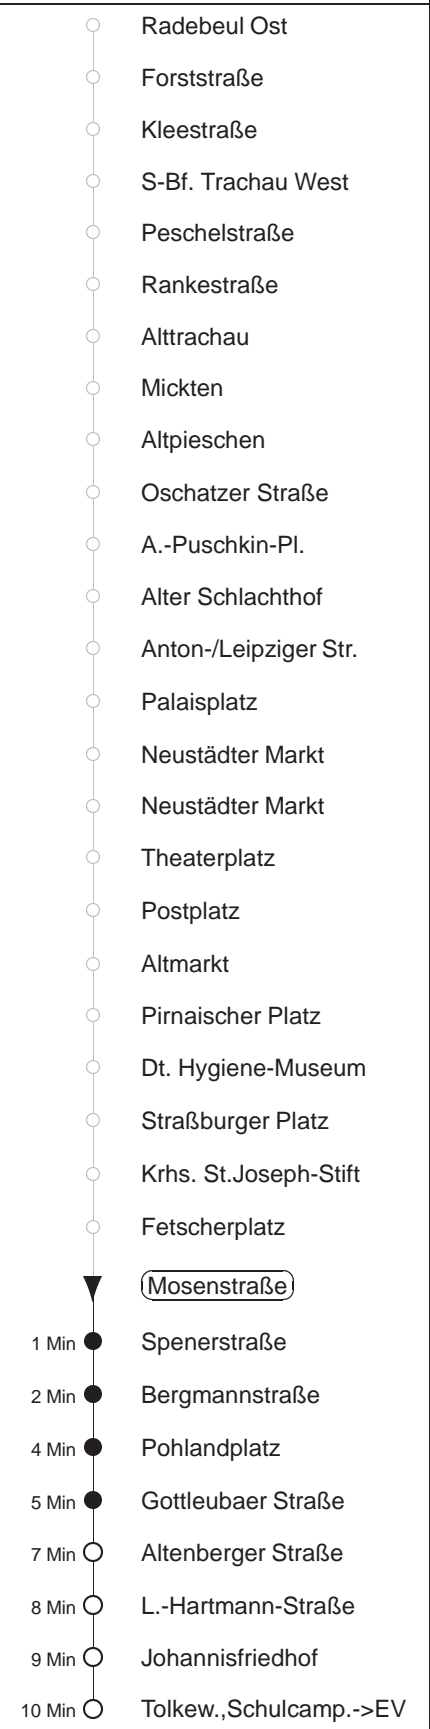 Radebeul Ost
Forststraße
Kleestraße
S-Bf. Trachau West
Peschelstraße
Rankestraße
Alttrachau
Mickten
Altpieschen
Oschatzer Straße
A.-Puschkin-Pl.
Alter Schlachthof
Anton-/Leipziger Str.
Palaisplatz
Neustädter Markt
Neustädter Markt
Theaterplatz
Postplatz
Altmarkt
Pirnaischer Platz
Dt. Hygiene-Museum
Straßburger Platz
Krhs. St.Joseph-Stift
Fetscherplatz
Mosenstraße
1 Min Spenerstraße
2 Min Bergmannstraße
4 Min Pohlandplatz
5 Min Gottleubaer Straße
7 Min Altenberger Straße
8 Min L.-Hartmann-Straße
9 Min Johannisfriedhof
10 Min Tolkew.,Schulcamp.->EV